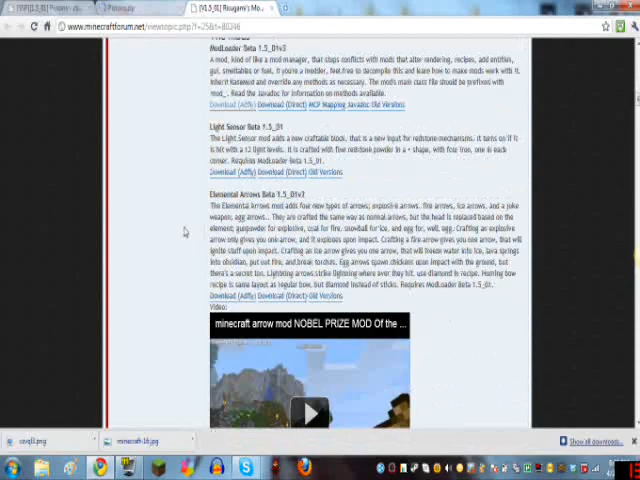 [V1.5_01] Risugami's Mo...
www.minecraftforum.net/viewtopic.php?f=25&t=80246
ModLoader Beta 1.5_01v3
A mod, kind of like a mod manager, that stops conflicts with mods that alter rendering, recipes, add entities,
gui, smeltables or fuel. If you're a modder, feel free to decompile this and learn how to make mods work with it.
Inherit BaseMod and override any methods as necessary. The mod's main class file should be prefixed with
'mod_'. Read the Javadoc for information on methods available.
Download (Adfly) Download (Direct) MCP Mapping Javadoc Old Versions
Light Sensor Beta 1.5_01
The Light Sensor mod adds a new craftable block, that is a new input for redstone mechanisms. It turns on if it
is hit with a 12 light levels. It is crafted with five redstone powder in a + shape, with four iron, one in each
corner. Requires ModLoader Beta 1.5_01.
Download (Adfly) Download (Direct) Old Versions
Elemental Arrows Beta 1.5_01v2
The Elemental Arrows mod adds four new types of arrows; explosive arrows, fire arrows, ice arrows, and a joke
weapon, egg arrows.. They are crafted the same way as normal arrows, but the head is replaced based on the
element; gunpowder for explosive, coal for fire, snowball for ice, and egg for, well, egg. Crafting an explosive
arrow only gives you one arrow, and it explodes upon impact. Crafting a fire arrow gives you one arrow, that will
ignite stuff upon impact. Crafting an ice arrow gives you one arrow, that will freeze water into ice, lava springs
into obsidian, put out fire, and break torches. Egg arrows spawn chickens upon impact with the ground, but
there's a secret too. Lightning arrows strike lightning where ever they hit, use diamond in recipe. Homing bow
recipe is same layout as regular bow, but diamond instead of sticks. Requires ModLoader Beta 1.5_01.
Download (Adfly) Download (Direct) Old Versions
Video:
minecraft arrow mod NOBEL PRIZE MOD Of the ...
minecraft-16.jpg
Show all downloads...